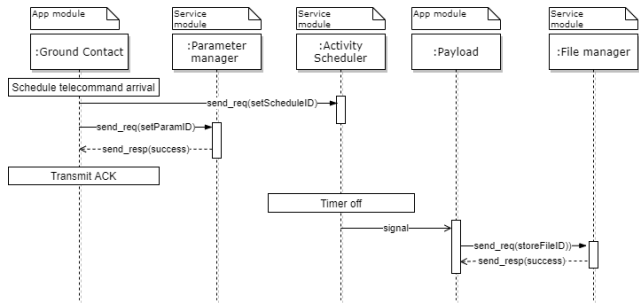 App module
Service
module
Service
module
App module
Service
module
:Ground Contact
:Parameter
manager
:Activity
Scheduler
:Payload
:File manager
Schedule telecommand arrival
send_req(setScheduleID)
send_req(setParamID)
send_resp(success)
Transmit ACK
Timer off
signal
send_req(storeFileID))
send_resp(success)